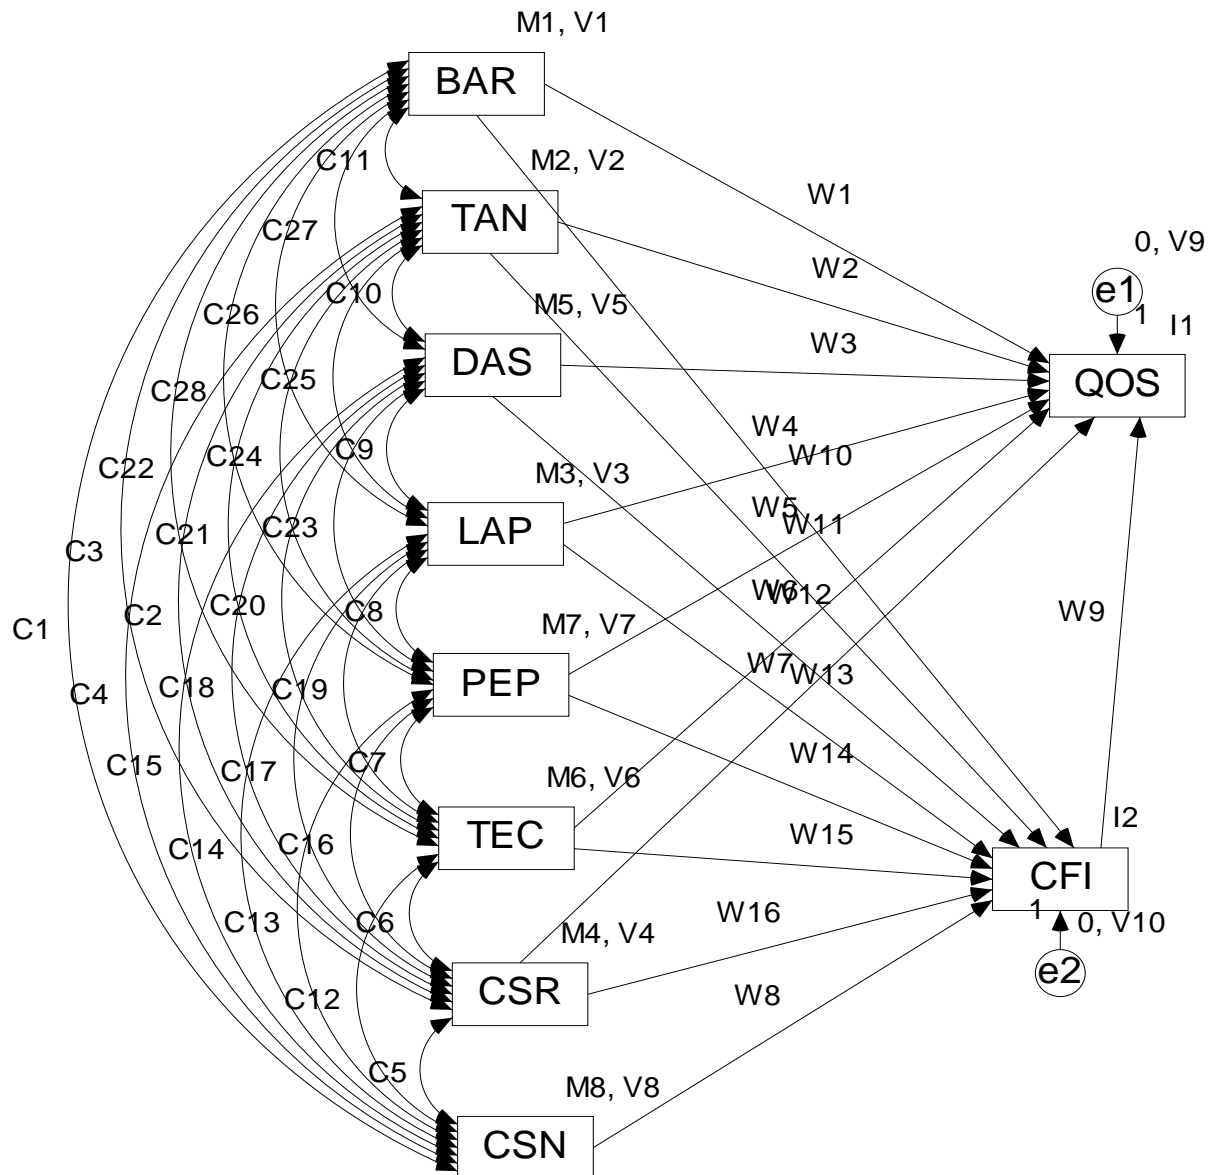 M1, V1
BAR
C11
M2, V2
W1
TAN
C27
0, V9
W2
e1
C10
M5, V5
C26
1
I1
W3
DAS
QOS
C25
C28
W4
C9
W10
C24
M3, V3
C22
W5
W11
C23
LAP
C21
C3
W6
W12
C20
C8
W9
C2
M7, V7
C1
W7
W13
PEP
C19
C18
C4
W14
C7
C15
C17
M6, V6
I2
W15
TEC
C16
C14
CFI
1
W16
0, V10
C13
C6
M4, V4
e2
CSR
W8
C12
C5
M8, V8
CSN